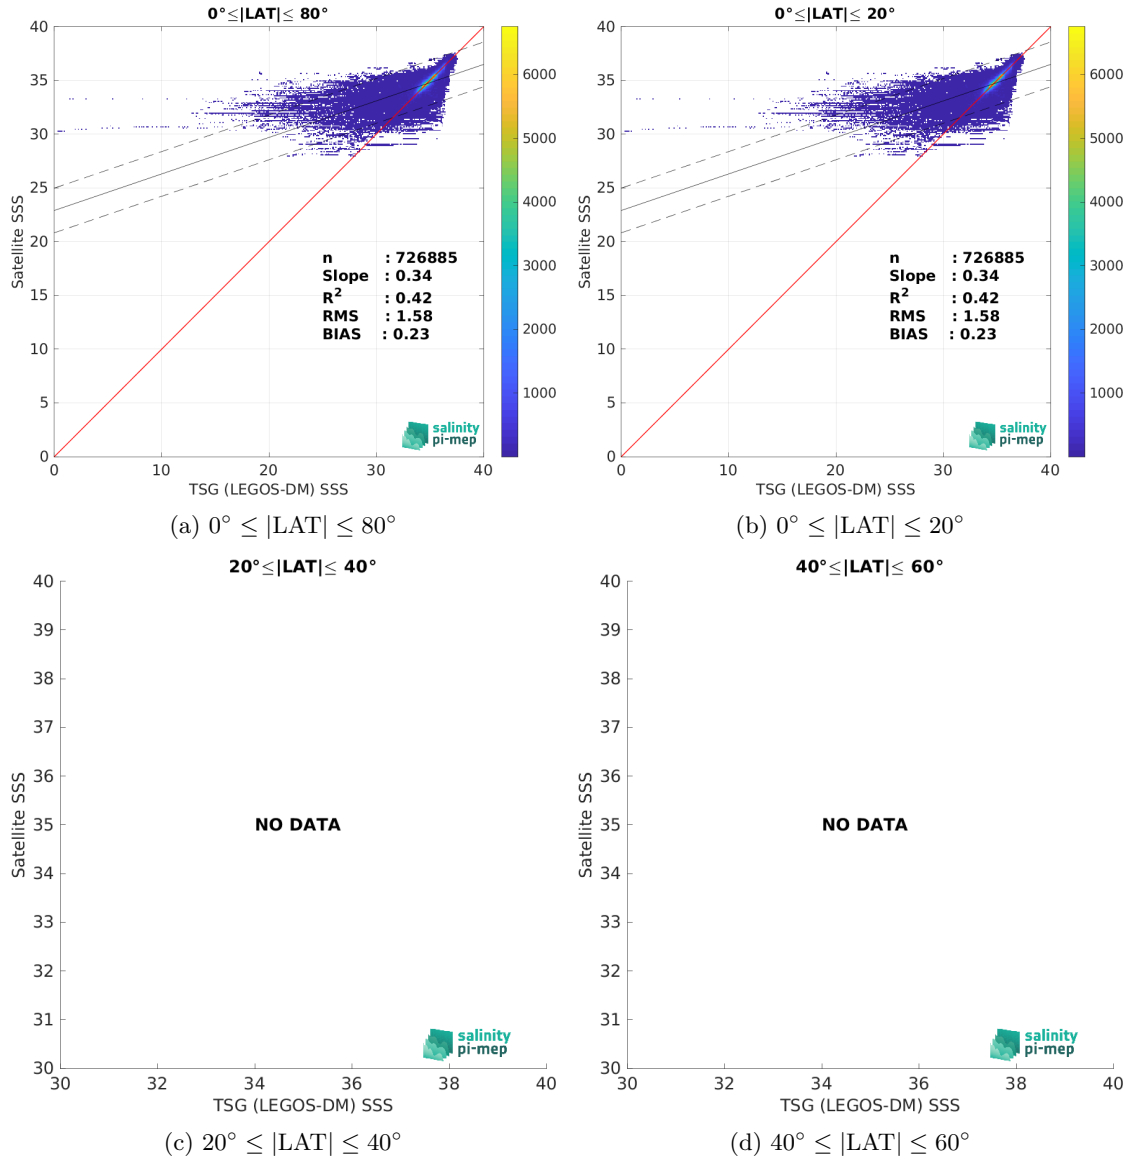 0°≤|LAT|≤ 80°
40
35
30
25
20
15
10
5
0
Satellite SSS
n : 726885
Slope : 0.34
R² : 0.42
RMS : 1.58
BIAS : 0.23
salinity
pi-mep
0 10 20 30 40
TSG (LEGOS-DM) SSS
6000
5000
4000
3000
2000
1000
(a) 0° ≤ |LAT| ≤ 80°
0°≤|LAT|≤ 20°
40
35
30
25
20
15
10
5
0
Satellite SSS
n : 726885
Slope : 0.34
R² : 0.42
RMS : 1.58
BIAS : 0.23
salinity
pi-mep
0 10 20 30 40
TSG (LEGOS-DM) SSS
6000
5000
4000
3000
2000
1000
(b) 0° ≤ |LAT| ≤ 20°
20°≤|LAT|≤ 40°
40
39
38
37
36
35
34
33
32
31
30
Satellite SSS
NO DATA
salinity
pi-mep
30 32 34 36 38 40
TSG (LEGOS-DM) SSS
(c) 20° ≤ |LAT| ≤ 40°
40°≤|LAT|≤ 60°
40
39
38
37
36
35
34
33
32
31
30
Satellite SSS
NO DATA
salinity
pi-mep
30 32 34 36 38 40
TSG (LEGOS-DM) SSS
(d) 40° ≤ |LAT| ≤ 60°